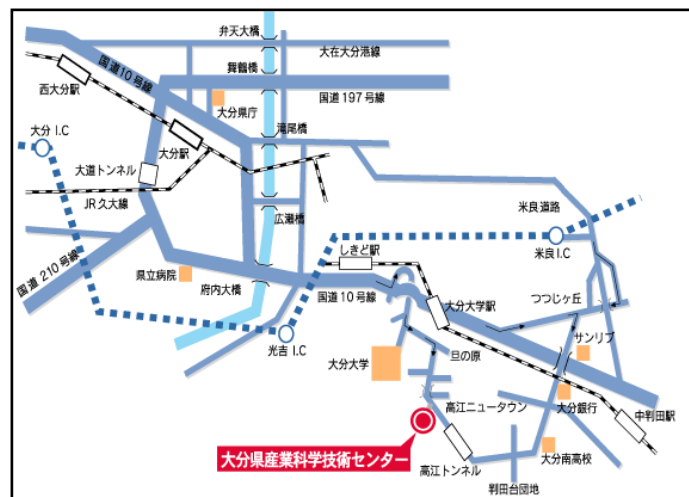 弁天大橋
大在大分港線
国道10号線
舞鶴橋
西大分駅
国道197号線
大分県庁
大分I.C
滝尾橋
大分駅
大道トンネル
JR久大線
米良道路
広瀬橋
しきど駅
米良I.C
国道210号線
県立病院
府内大橋
国道10号線
大分大学駅
つつじヶ丘
光吉I.C
サンリブ
大分大学
旦の原
高江ニュータウン
大分銀行
中判田駅
大分県産業科学技術センター
高江トンネル
大分南高校
判田台団地